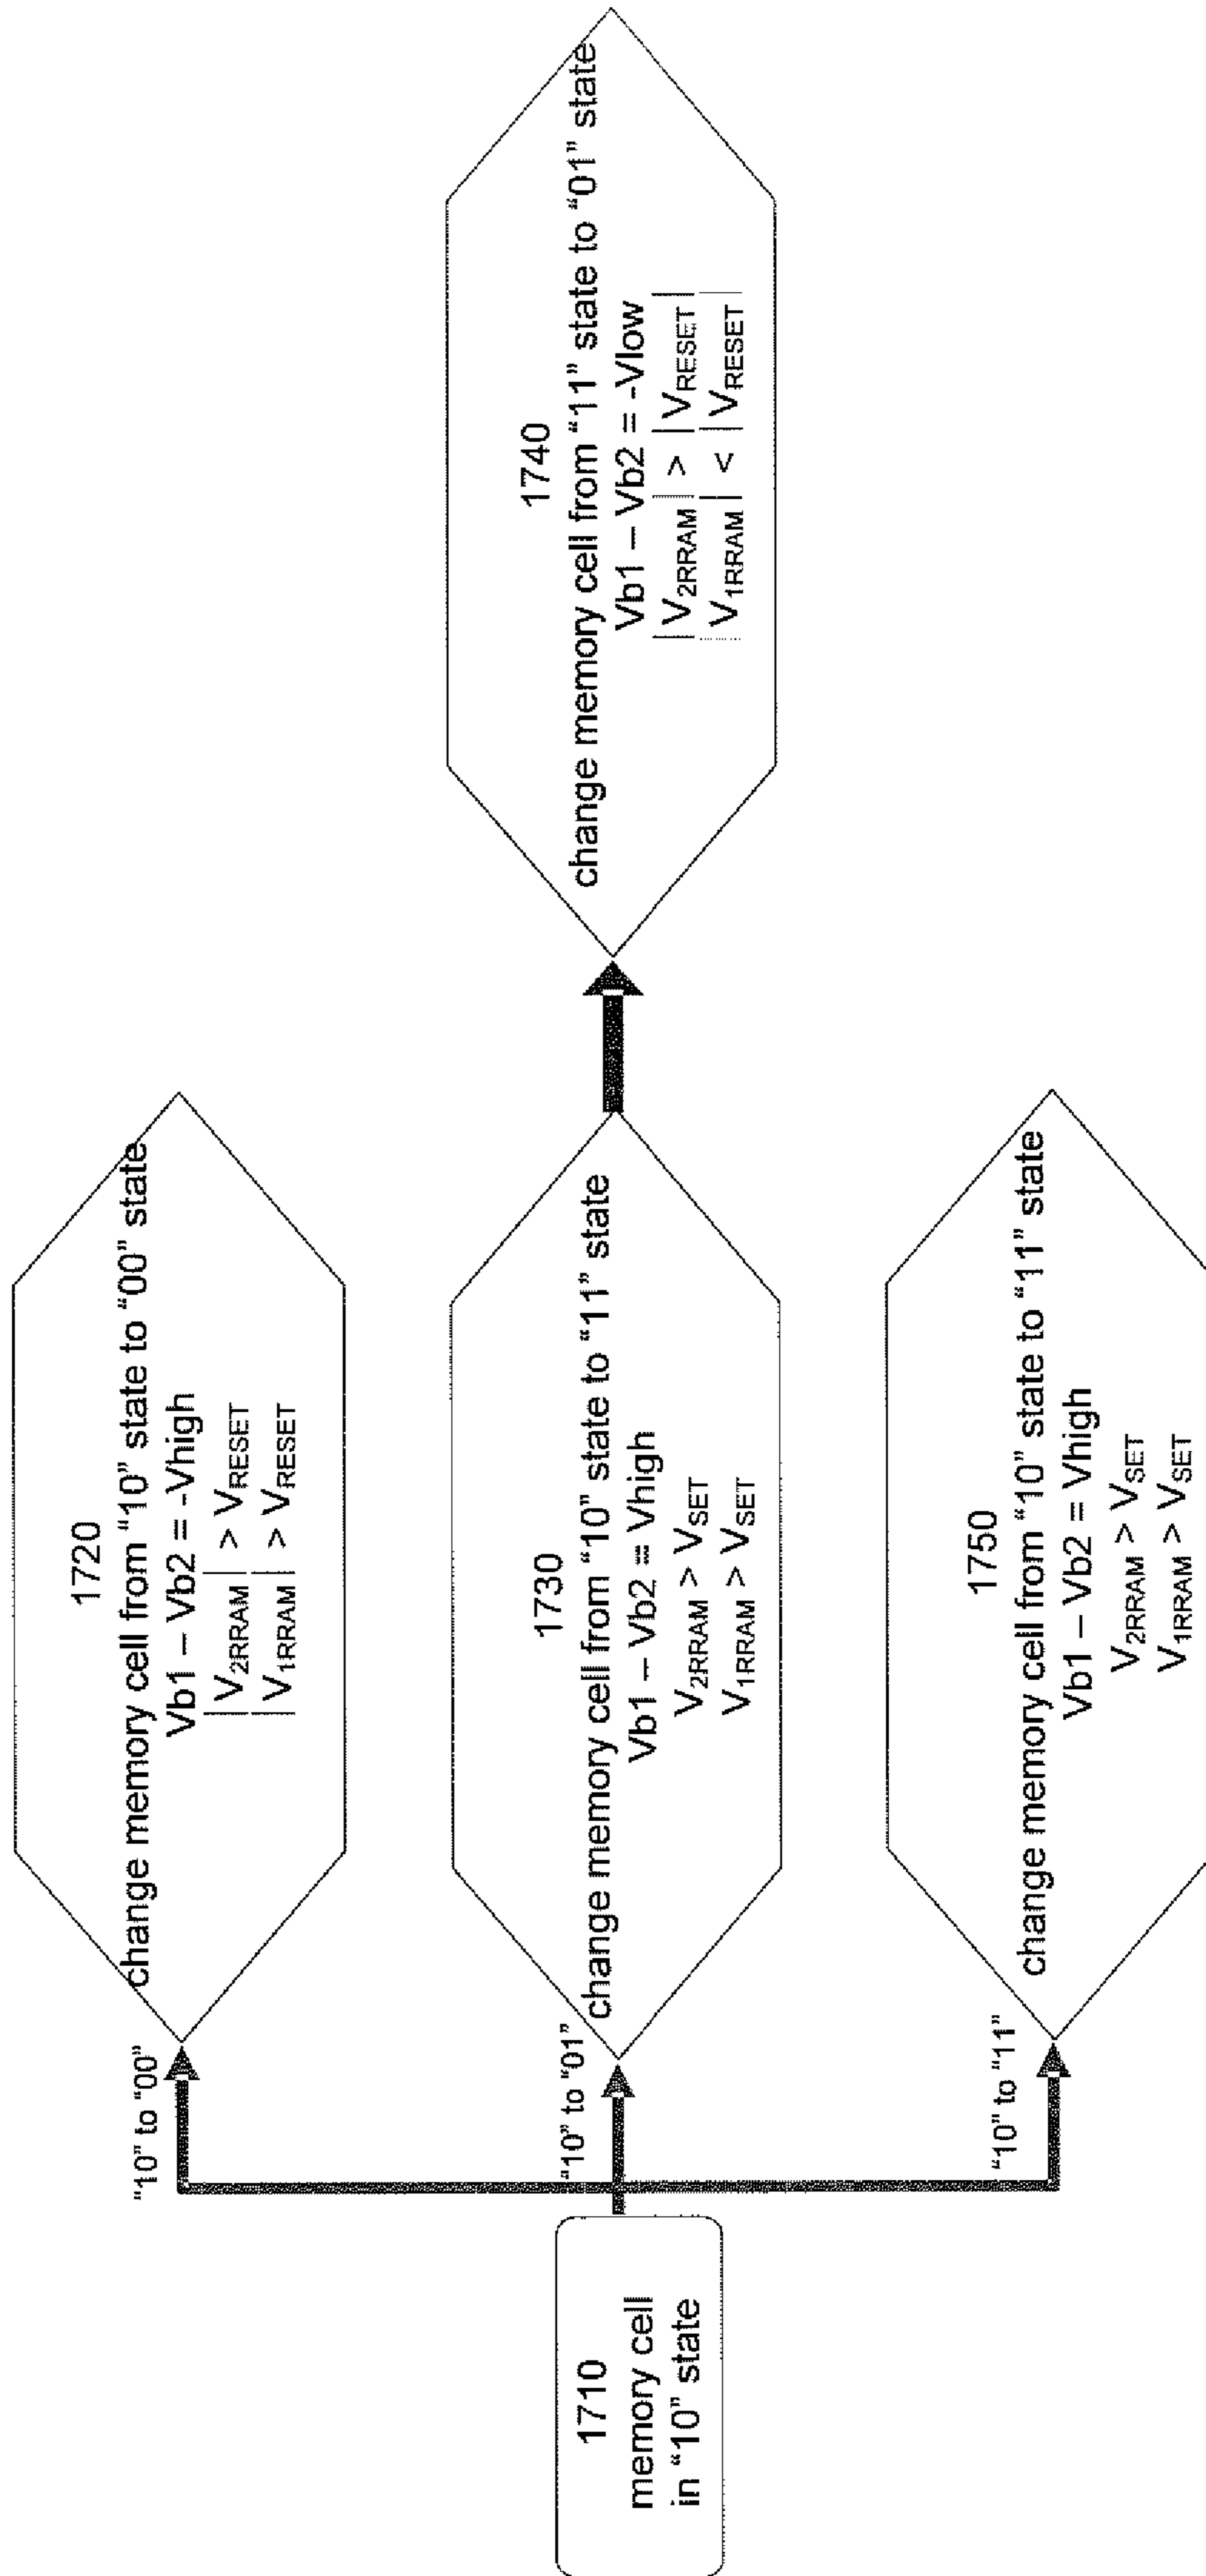 1710
memory cell
in “10” state
“10” to “00”
1720
change memory cell from “10” state to “00” state
Vb1 – Vb2 = -Vhigh
|V2RRAM| > VRESET
|V1RRAM| > VRESET
“10” to “01”
1730
change memory cell from “10” state to “11” state
Vb1 – Vb2 = Vhigh
V2RRAM > VSET
V1RRAM > VSET
1740
change memory cell from “11” state to “01” state
Vb1 – Vb2 = -Vlow
|V2RRAM| > |VRESET|
|V1RRAM| < |VRESET|
“10” to “11”
1750
change memory cell from “10” state to “11” state
Vb1 – Vb2 = Vhigh
V2RRAM > VSET
V1RRAM > VSET